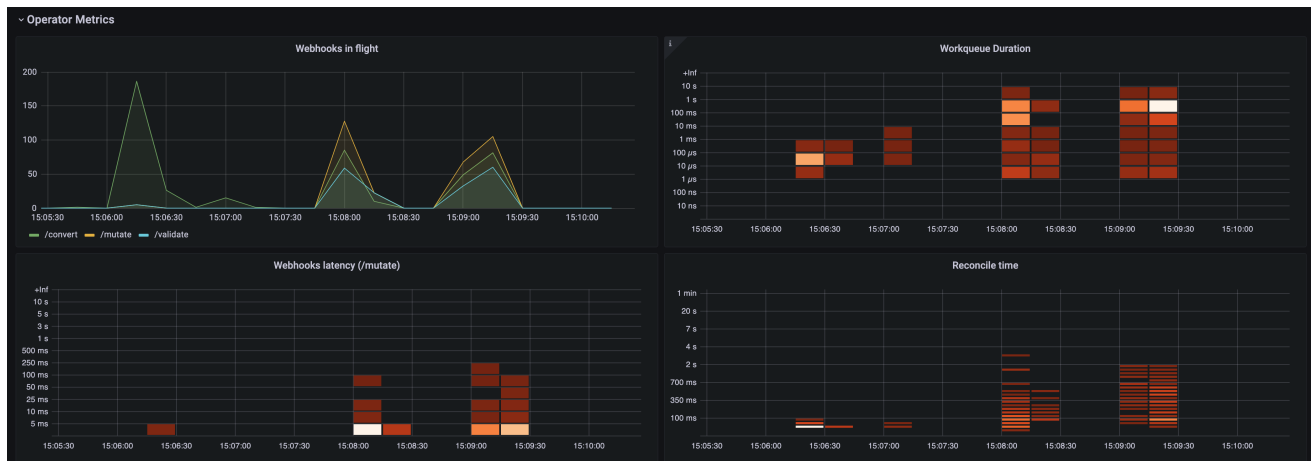 Operator Metrics
Webhooks in flight
200
150
100
50
0
15:05:30 15:06:00 15:06:30 15:07:00 15:07:30 15:08:00 15:08:30 15:09:00 15:09:30 15:10:00
/convert /mutate /validate
i
Workqueue Duration
+Inf
10 s
1 s
100 ms
10 ms
1 ms
100 µs
10 µs
1 µs
100 ns
10 ns
15:05:30 15:06:00 15:06:30 15:07:00 15:07:30 15:08:00 15:08:30 15:09:00 15:09:30 15:10:00
Webhooks latency (/mutate)
+Inf
10 s
5 s
3 s
1 s
500 ms
250 ms
100 ms
50 ms
25 ms
10 ms
5 ms
15:05:30 15:06:00 15:06:30 15:07:00 15:07:30 15:08:00 15:08:30 15:09:00 15:09:30 15:10:00
Reconcile time
1 min
20 s
7 s
4 s
2 s
700 ms
350 ms
100 ms
15:05:30 15:06:00 15:06:30 15:07:00 15:07:30 15:08:00 15:08:30 15:09:00 15:09:30 15:10:00